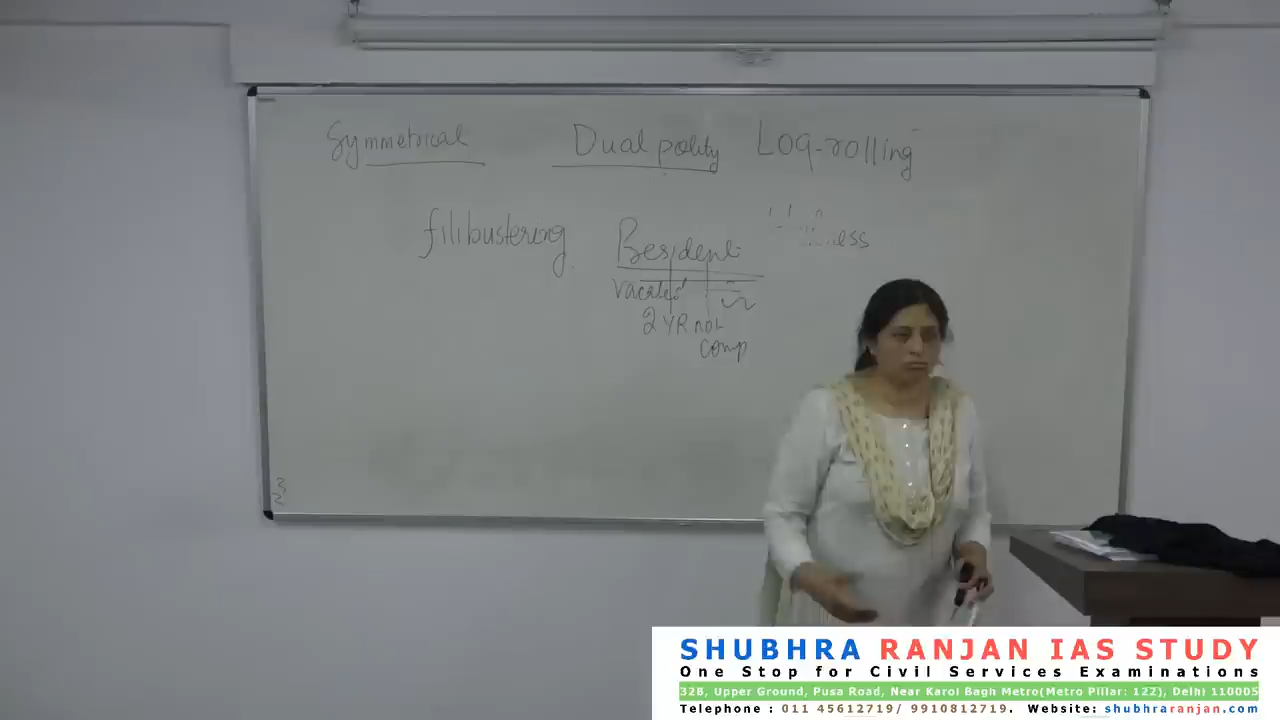 Symmetrical Dual polity Log-rolling
filibustering President
vacated
2 YR not
comp
SHUBHRA RANJAN IAS STUDY
One Stop for Civil Services Examinations
32B, Upper Ground, Pusa Road, Near Karol Bagh Metro(Metro Pillar: 122), Delhi 110005
Telephone : 011 45612719/ 9910812719. Website: shubhraranjan.com